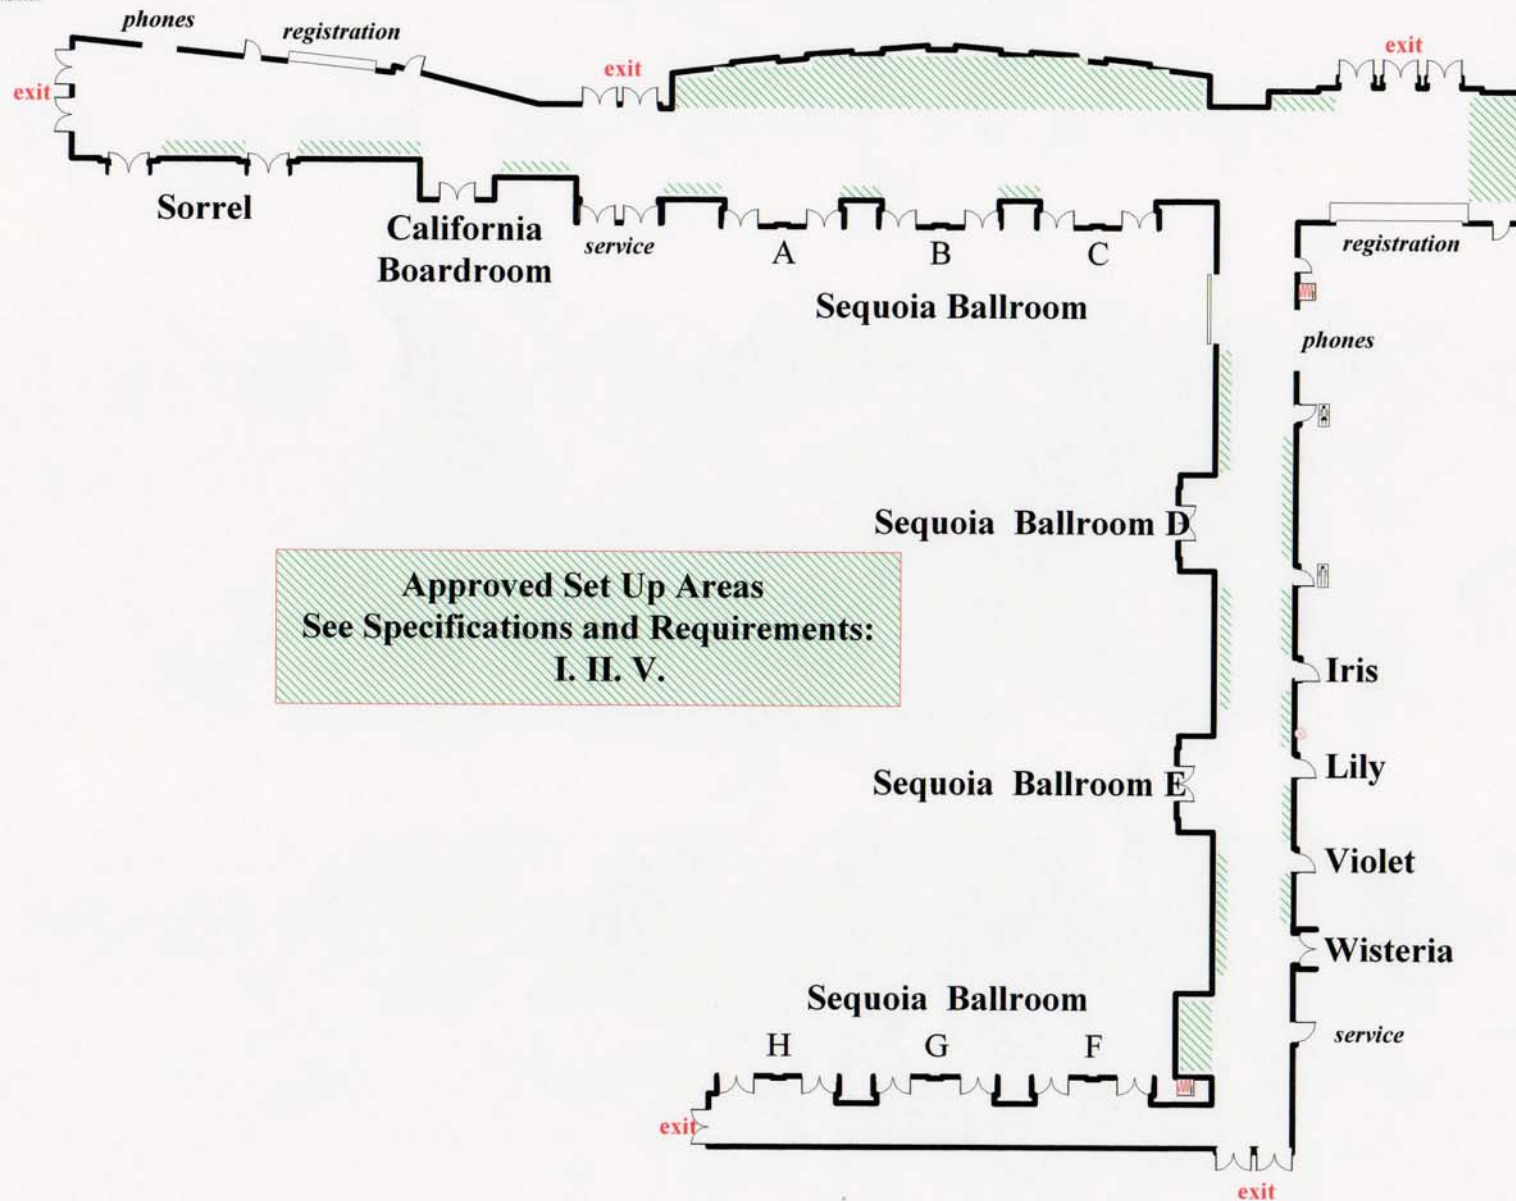 phones
registration
exit
exit
exit
Sorrel
California
Boardroom
service
A
B
C
Sequoia Ballroom
registration
phones
Sequoia Ballroom D
Approved Set Up Areas
See Specifications and Requirements:
I. II. V.
Iris
Sequoia Ballroom E
Lily
Violet
Wisteria
Sequoia Ballroom
H
G
F
service
exit
exit